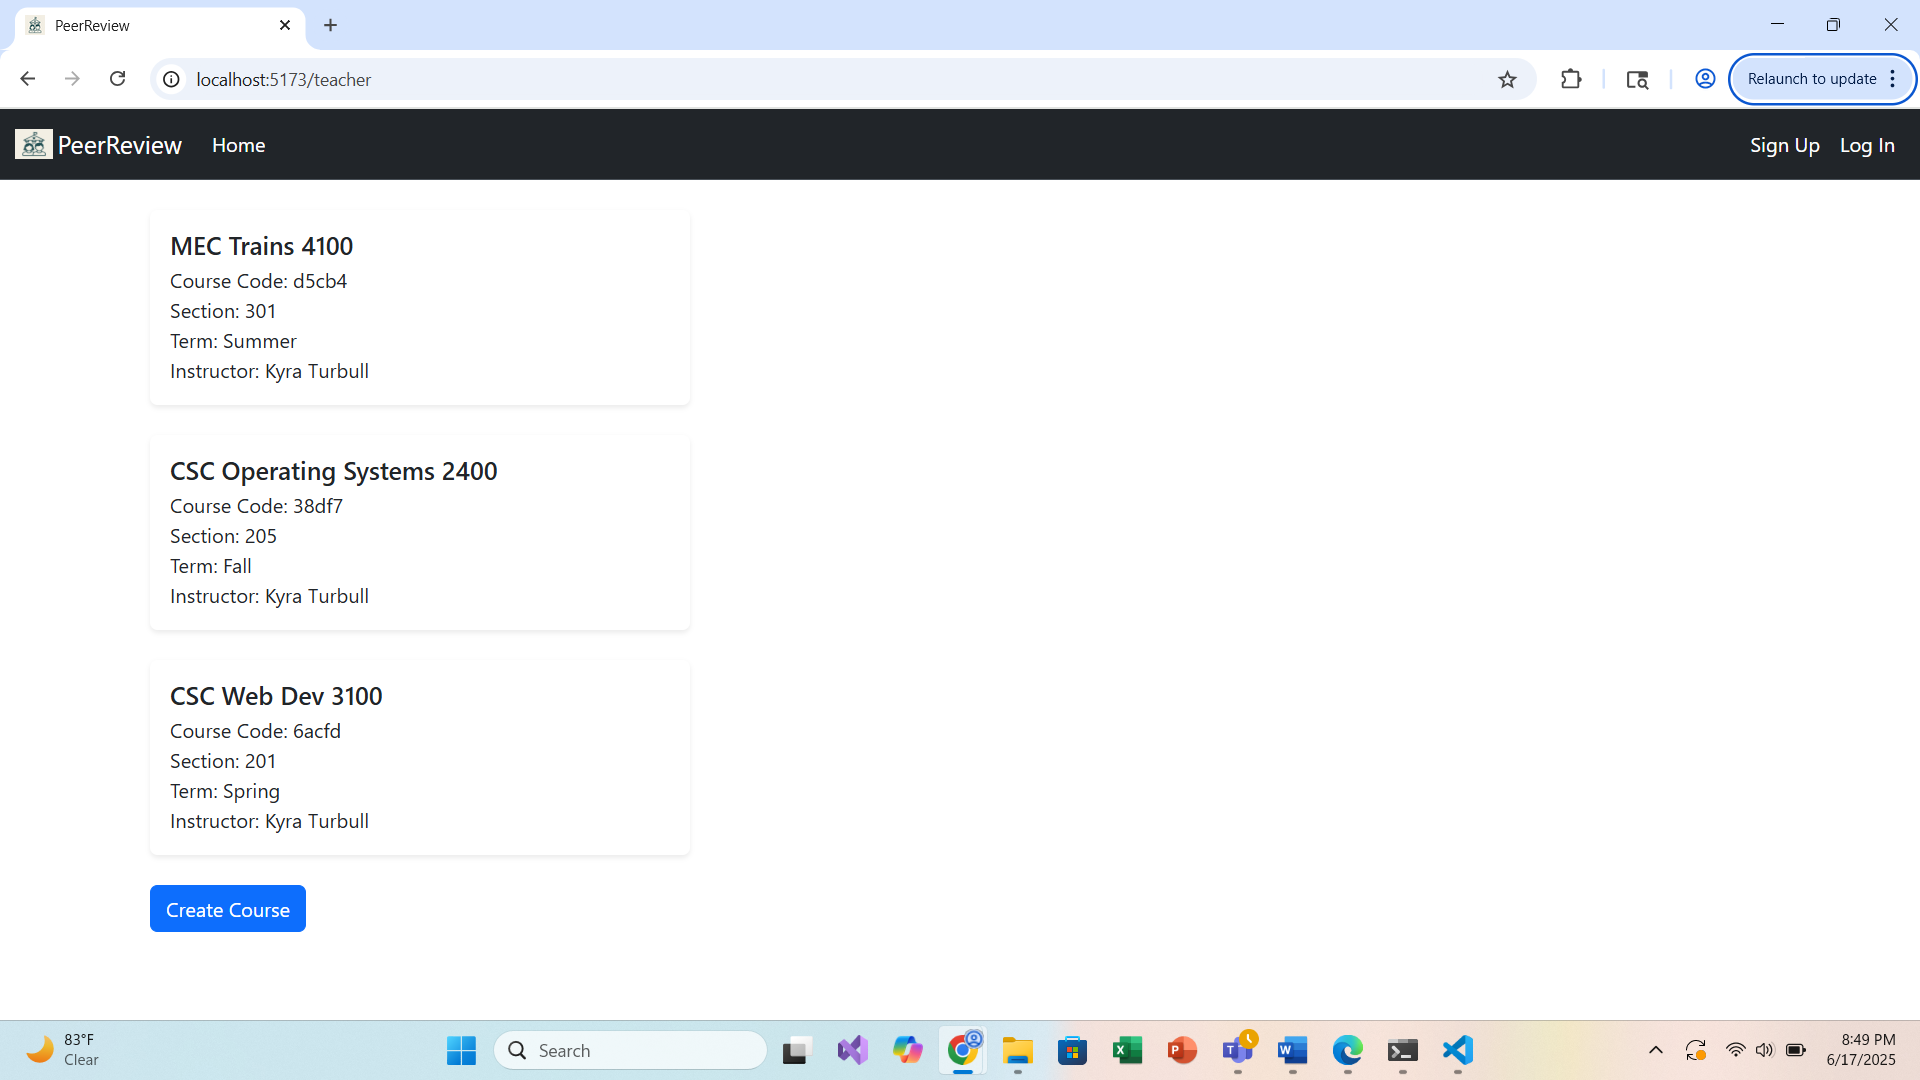 PeerReview
localhost:5173/teacher
Relaunch to update
PeerReview
Home
Sign Up
Log In
MEC Trains 4100
Course Code: d5cb4
Section: 301
Term: Summer
Instructor: Kyra Turbull
CSC Operating Systems 2400
Course Code: 38df7
Section: 205
Term: Fall
Instructor: Kyra Turbull
CSC Web Dev 3100
Course Code: 6acfd
Section: 201
Term: Spring
Instructor: Kyra Turbull
Create Course
83°F
Clear
Search
8:49 PM
6/17/2025